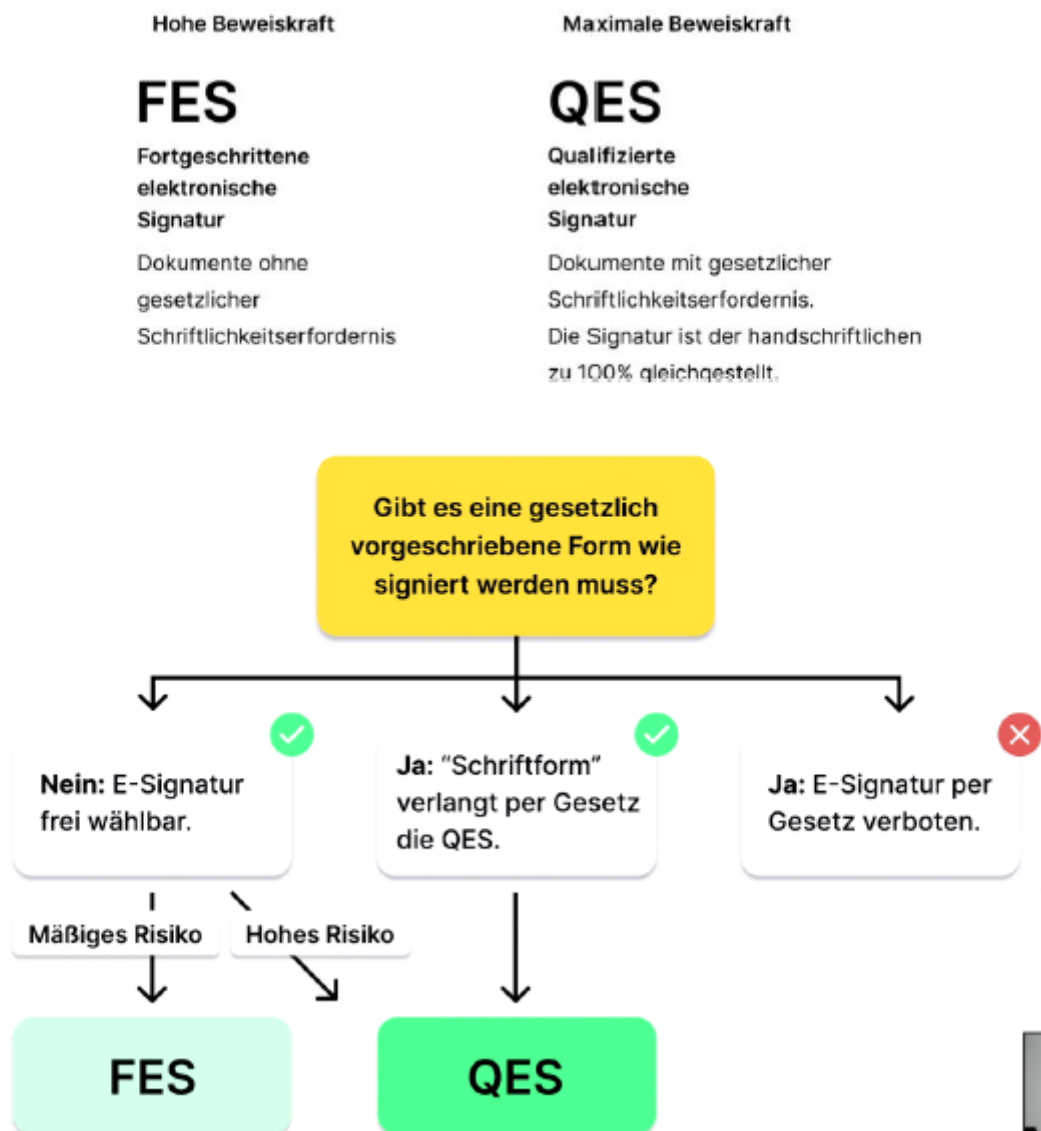 Hohe Beweiskraft
FES
Fortgeschrittene
elektronische
Signatur
Dokumente ohne
gesetzlicher
Schriftlichkeitserfordernis
Maximale Beweiskraft
QES
Qualifizierte
elektronische
Signatur
Dokumente mit gesetzlicher
Schriftlichkeitserfordernis.
Die Signatur ist der handschriftlichen
zu 100% gleichgestellt.
Gibt es eine gesetzlich
vorgeschriebene Form wie
signiert werden muss?
Nein: E-Signatur
frei wählbar.
Ja: “Schriftform”
verlangt per Gesetz
die QES.
Ja: E-Signatur per
Gesetz verboten.
Mäßiges Risiko
Hohes Risiko
FES
QES